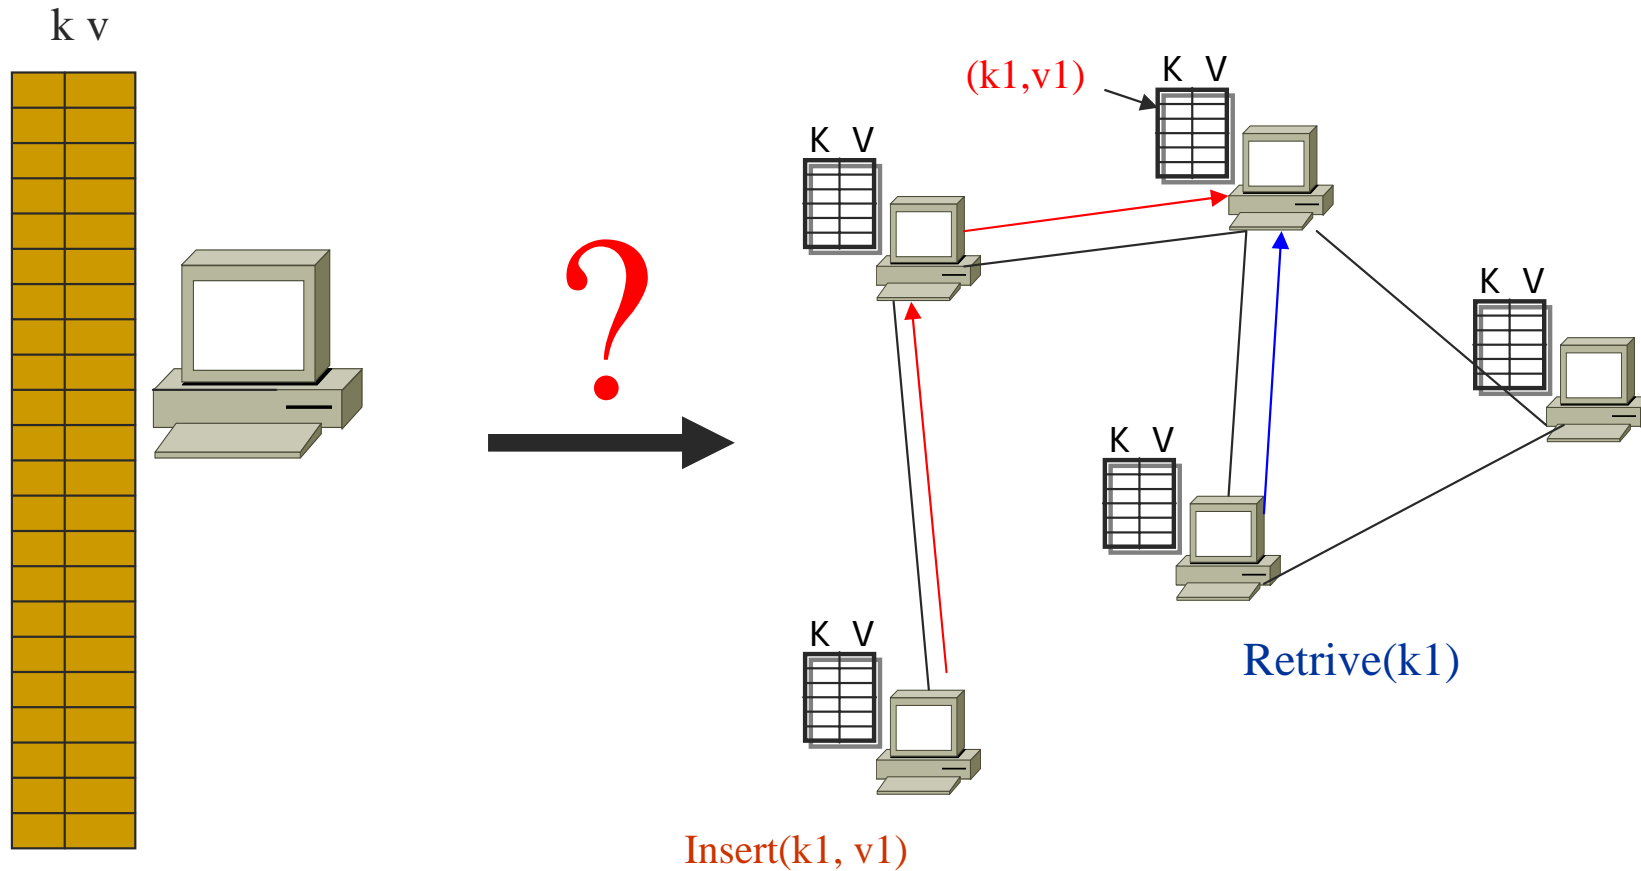 k v
?
(k1,v1)
K V
K V
K V
K V
K V
Retrive(k1)
Insert(k1, v1)